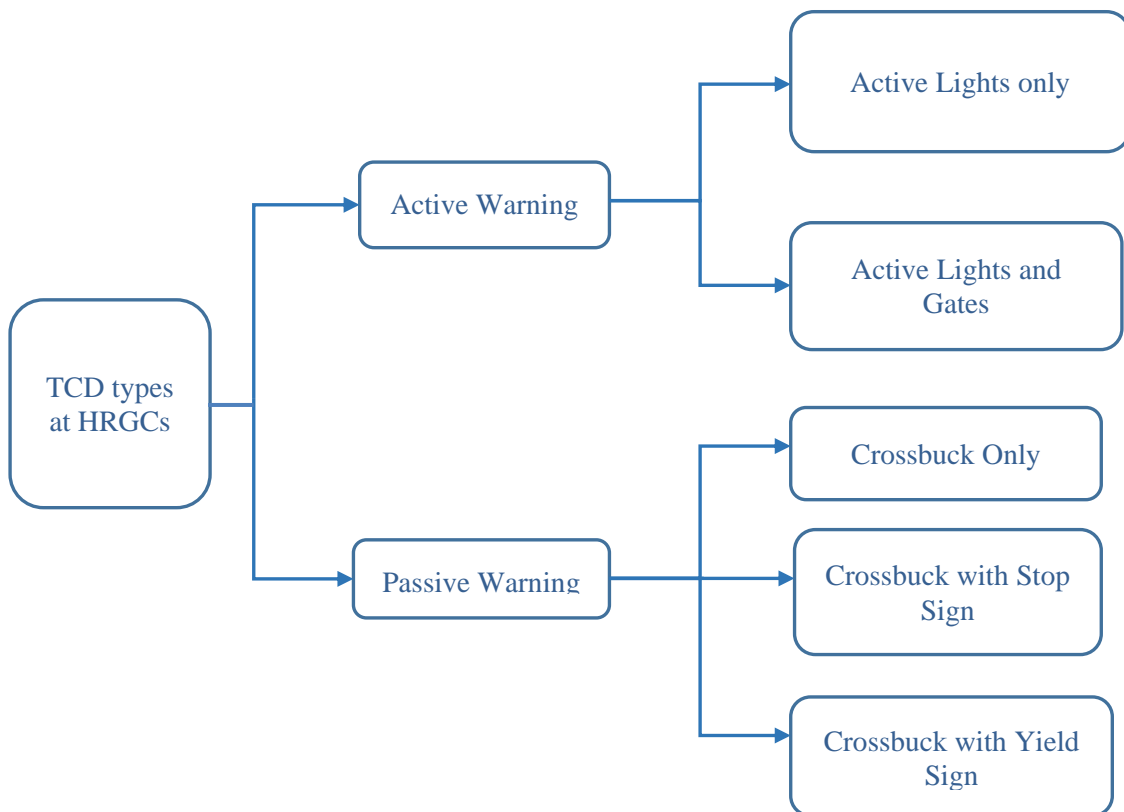 Active Lights only
Active Warning
Active Lights and
Gates
TCD types
at HRGCs
Crossbuck Only
Passive Warning
Crossbuck with Stop
Sign
Crossbuck with Yield
Sign